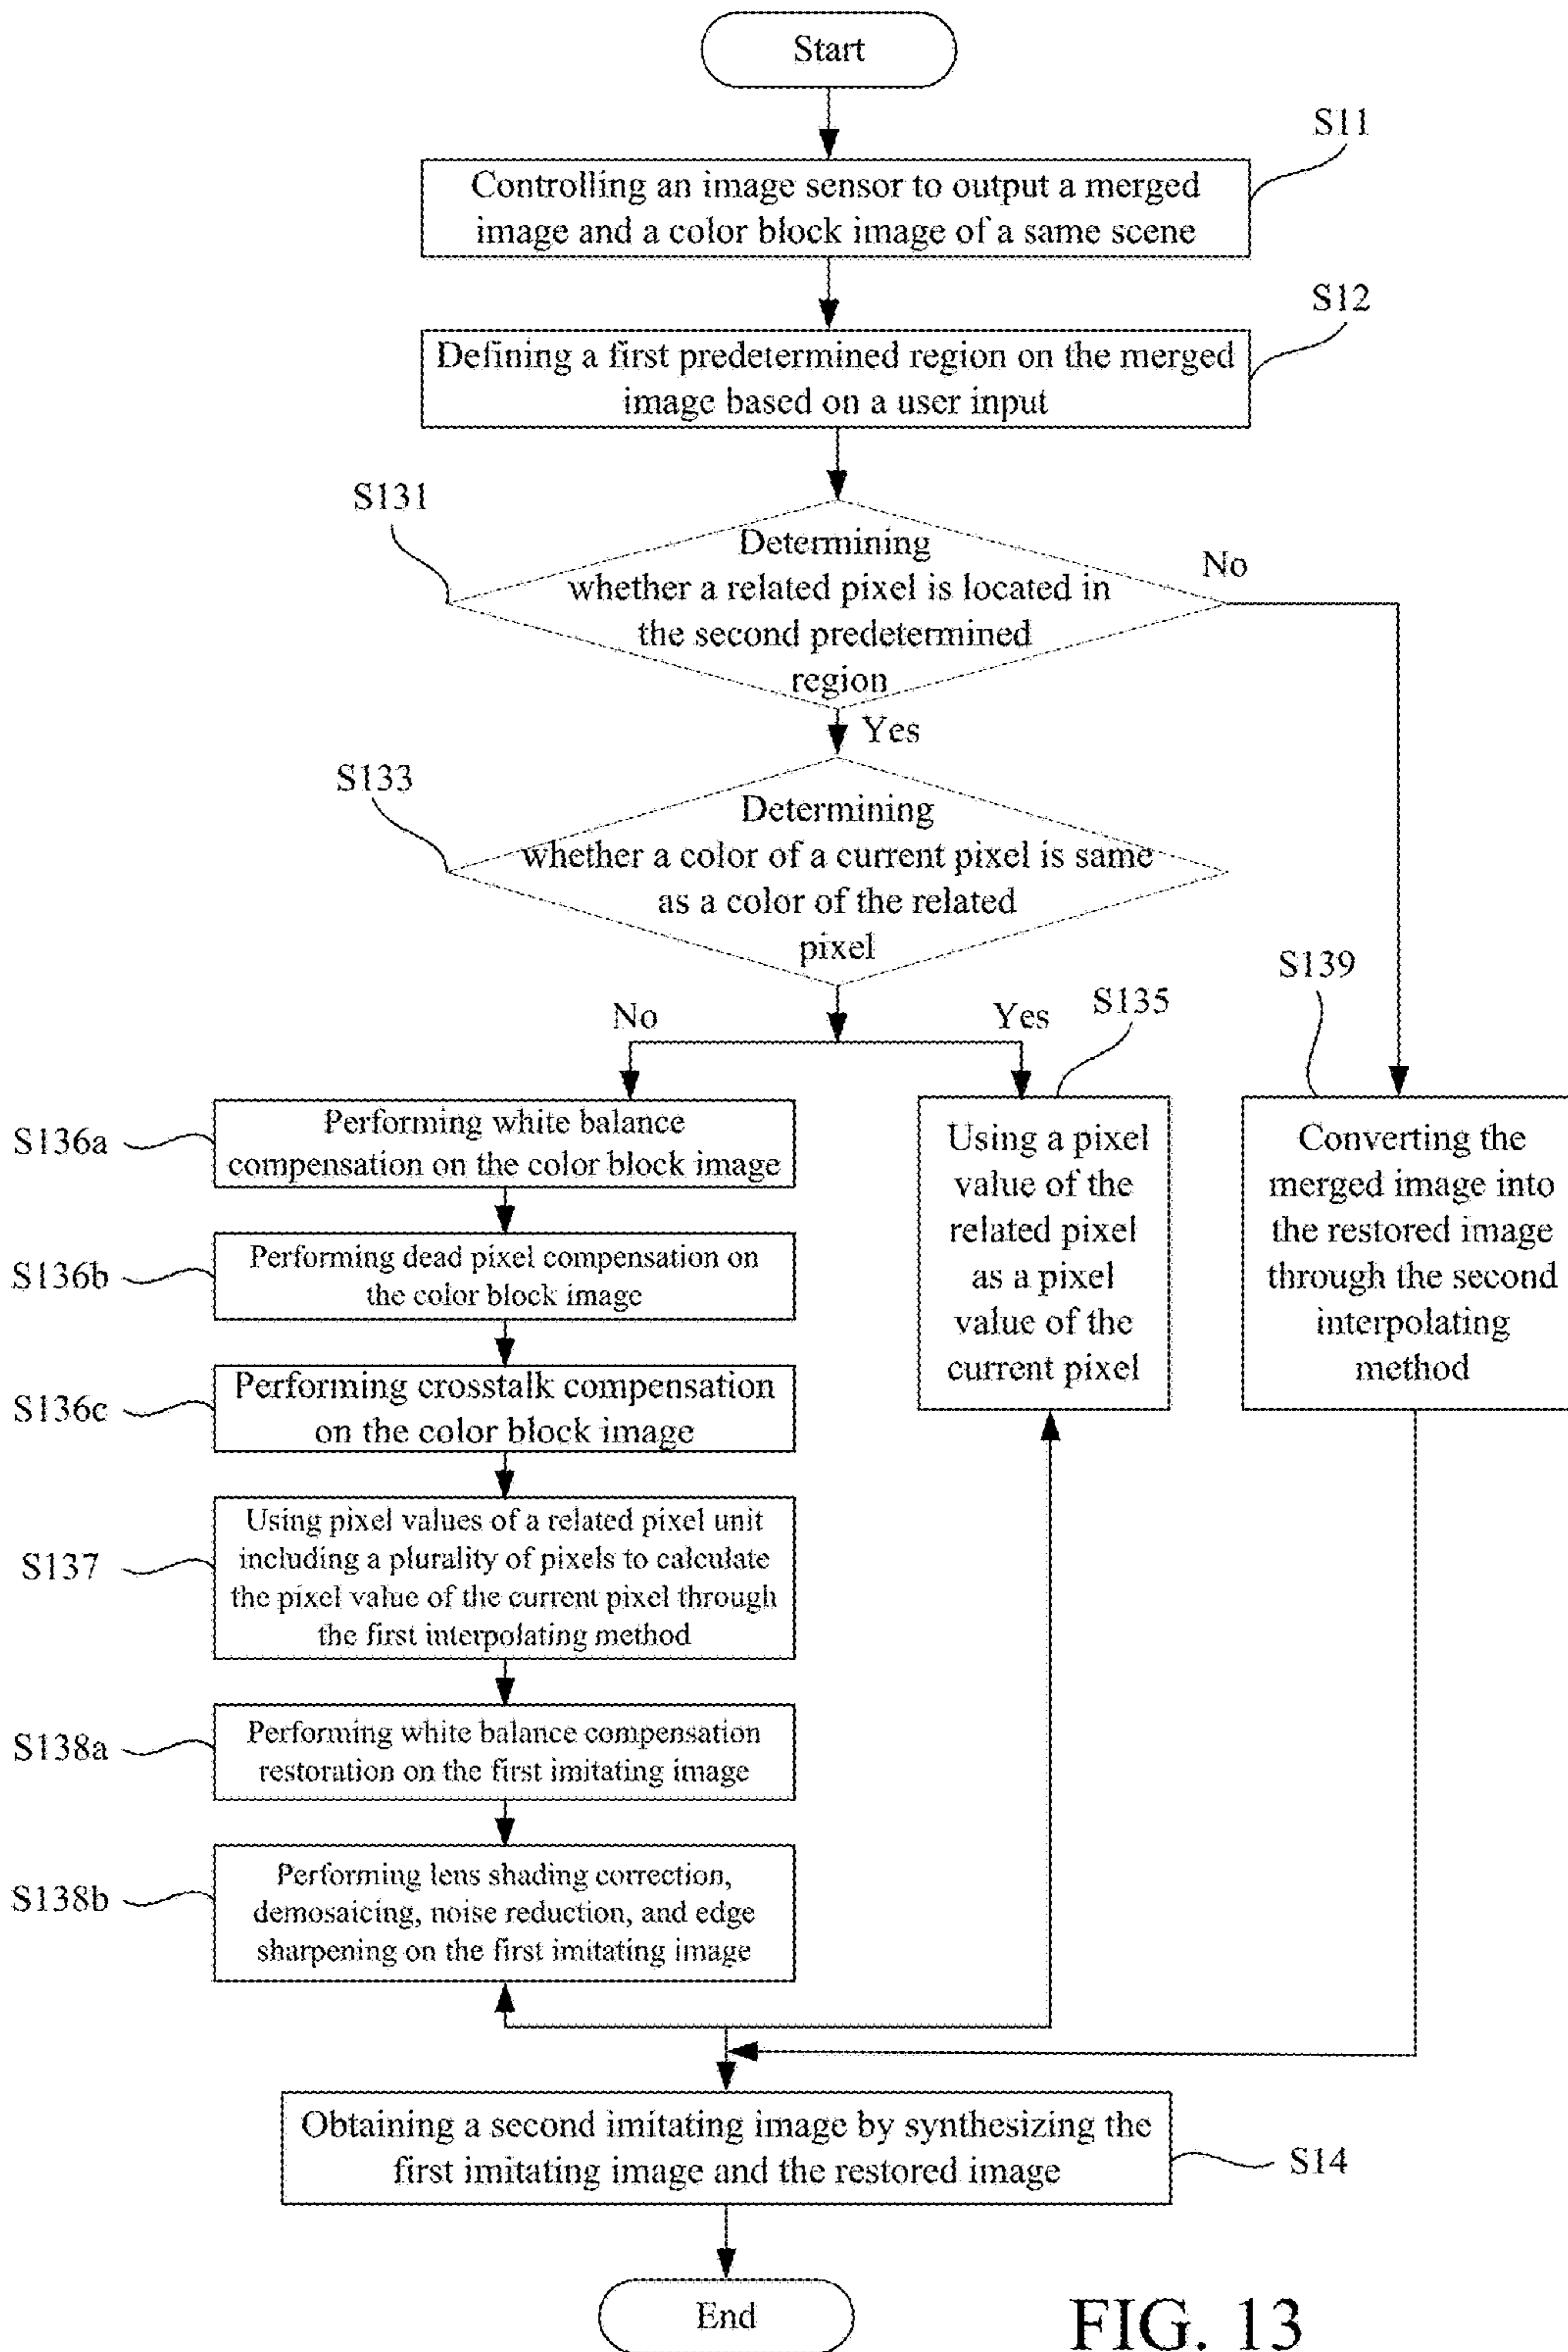 Start
S11
Controlling an image sensor to output a merged
image and a color block image of a same scene
S12
Defining a first predetermined region on the merged
image based on a user input
S131
Determining
whether a related pixel is located in
the second predetermined
region
No
Yes
S133
Determining
whether a color of a current pixel is same
as a color of the related
pixel
No
Yes
S135
S139
S136a
Performing white balance
compensation on the color block image
S136b
Performing dead pixel compensation on
the color block image
S136c
Performing crosstalk compensation
on the color block image
S137
Using pixel values of a related pixel unit
including a plurality of pixels to calculate
the pixel value of the current pixel through
the first interpolating method
S138a
Performing white balance compensation
restoration on the first imitating image
S138b
Performing lens shading correction,
demosaicing, noise reduction, and edge
sharpening on the first imitating image
Using a pixel
value of the
related pixel
as a pixel
value of the
current pixel
Converting the
merged image into
the restored image
through the second
interpolating
method
Obtaining a second imitating image by synthesizing the
first imitating image and the restored image
S14
End
FIG. 13